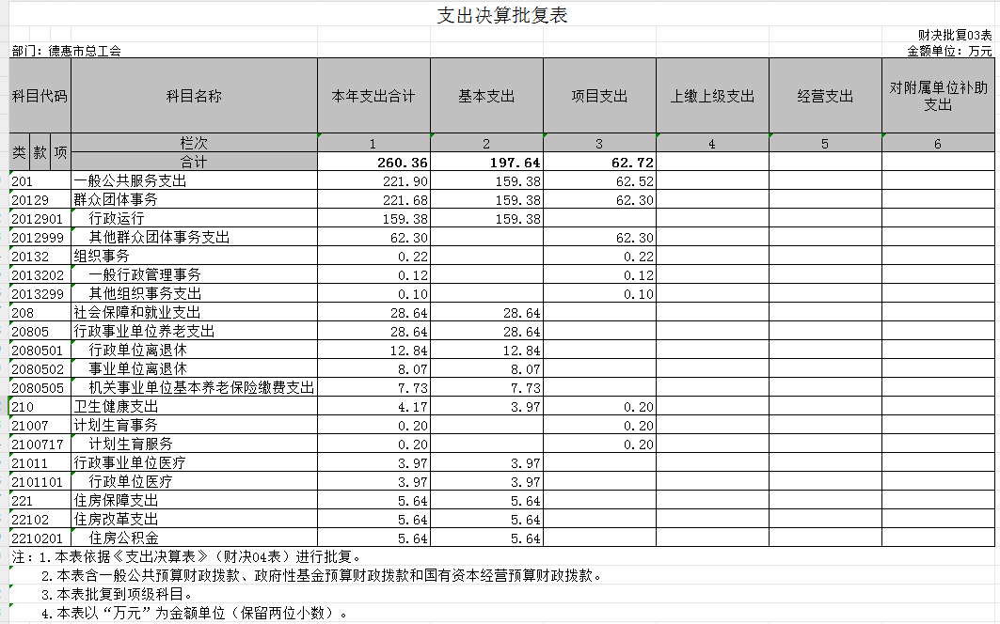 支出决算批复表
财决批复03表
部门：德惠市总工会 金额单位：万元
科目代码 科目名称 本年支出合计 基本支出 项目支出 上缴上级支出 经营支出 对附属单位补助支出
类 款 项 栏次 1 2 3 4 5 6
合计 260.36 197.64 62.72
201 一般公共服务支出 221.90 159.38 62.52
20129 群众团体事务 221.68 159.38 62.30
2012901 行政运行 159.38 159.38
2012999 其他群众团体事务支出 62.30 62.30
20132 组织事务 0.22 0.22
2013202 一般行政管理事务 0.12 0.12
2013299 其他组织事务支出 0.10 0.10
208 社会保障和就业支出 28.64 28.64
20805 行政事业单位养老支出 28.64 28.64
2080501 行政单位离退休 12.84 12.84
2080502 事业单位离退休 8.07 8.07
2080505 机关事业单位基本养老保险缴费支出 7.73 7.73
210 卫生健康支出 4.17 3.97 0.20
21007 计划生育事务 0.20 0.20
2100717 计划生育服务 0.20 0.20
21011 行政事业单位医疗 3.97 3.97
2101101 行政单位医疗 3.97 3.97
221 住房保障支出 5.64 5.64
22102 住房改革支出 5.64 5.64
2210201 住房公积金 5.64 5.64
注：1.本表依据《支出决算表》（财决04表）进行批复。
2.本表含一般公共预算财政拨款、政府性基金预算财政拨款和国有资本经营预算财政拨款。
3.本表批复到项级科目。
4.本表以“万元”为金额单位（保留两位小数）。